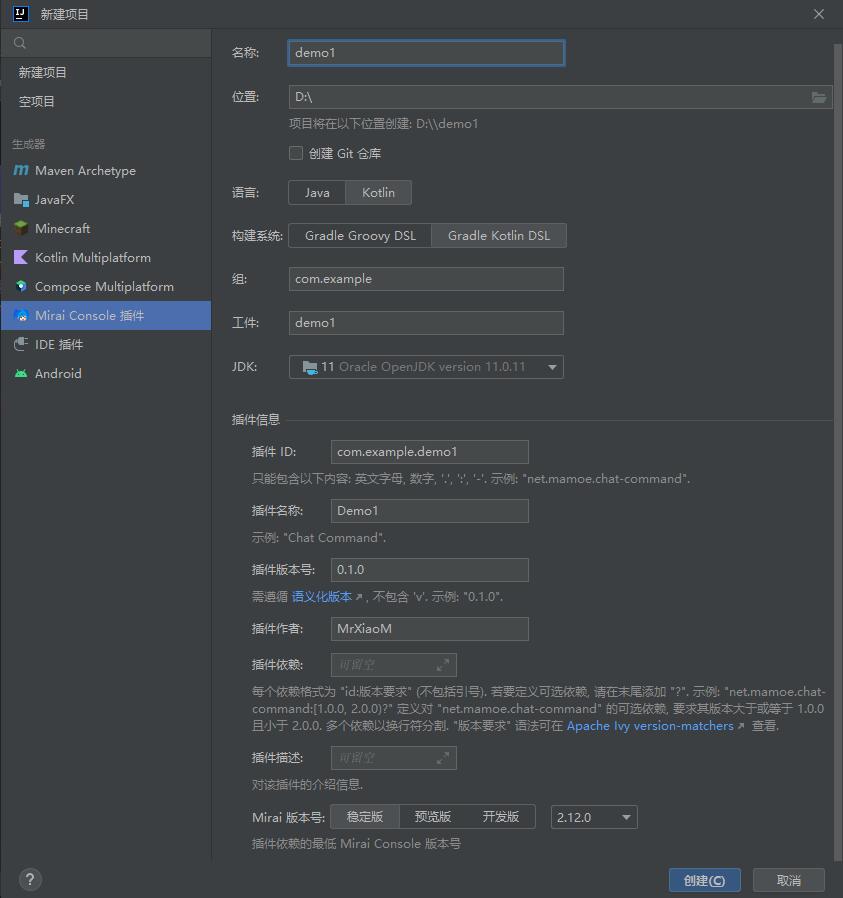 新建项目
新建项目
空项目
生成器
Maven Archetype
JavaFX
Minecraft
Kotlin Multiplatform
Compose Multiplatform
Mirai Console 插件
IDE 插件
Android
名称: demo1
位置: D:\
项目将在以下位置创建: D:\\demo1
创建 Git 仓库
语言: Java Kotlin
构建系统: Gradle Groovy DSL Gradle Kotlin DSL
组: com.example
工件: demo1
JDK: 11 Oracle OpenJDK version 11.0.11
插件信息
插件 ID: com.example.demo1
只能包含以下内容: 英文字母, 数字, '.', ':', '-'. 示例: "net.mamoe.chat-command".
插件名称: Demo1
示例: "Chat Command".
插件版本号: 0.1.0
需遵循 语义化版本 , 不包含 'v'. 示例: "0.1.0".
插件作者: MrXiaoM
插件依赖: 可留空
每个依赖格式为 "id:版本要求" (不包括引号). 若要定义可选依赖, 请在末尾添加 "?". 示例: "net.mamoe.chat-
command:[1.0.0, 2.0.0)?" 定义对 "net.mamoe.chat-command" 的可选依赖, 要求其版本大于或等于 1.0.0
且小于 2.0.0. 多个依赖以换行符分割. "版本要求" 语法可在 Apache Ivy version-matchers 查看.
插件描述: 可留空
对该插件的介绍信息.
Mirai 版本号: 稳定版 预览版 开发版 2.12.0
插件依赖的最低 Mirai Console 版本号
? 创建(C) 取消